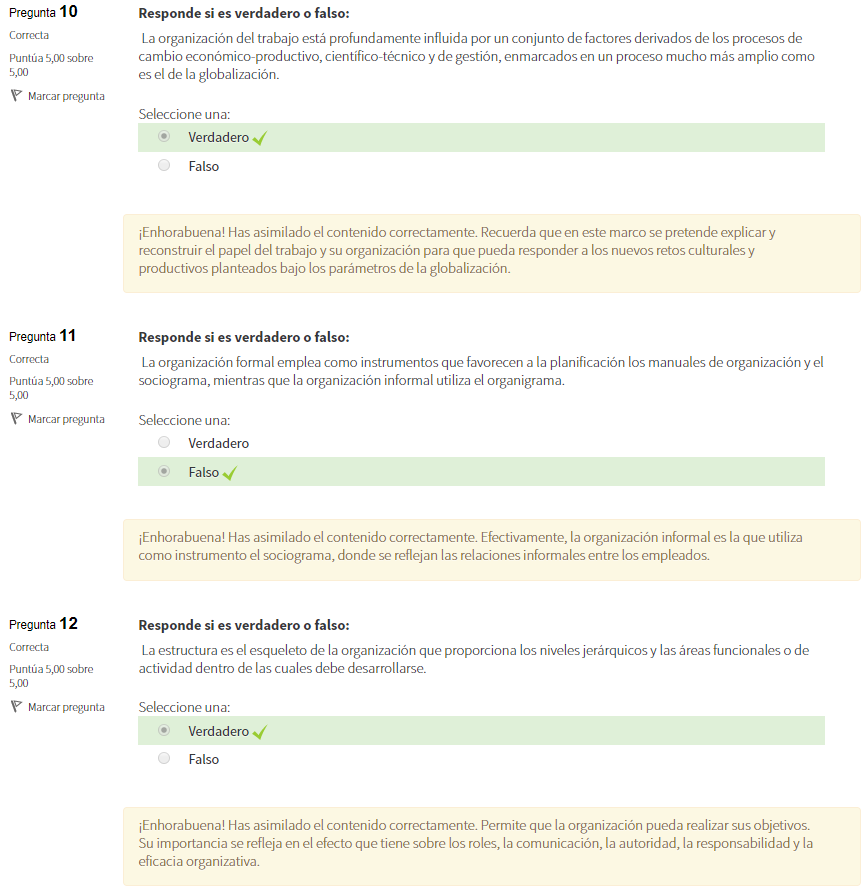 Pregunta 10
Correcta
Puntúa 5,00 sobre
5,00
Marcar pregunta
Responde si es verdadero o falso:
La organización del trabajo está profundamente influida por un conjunto de factores derivados de los procesos de
cambio económico-productivo, científico-técnico y de gestión, enmarcados en un proceso mucho más amplio como
es el de la globalización.
Seleccione una:
Verdadero
Falso
¡Enhorabuena! Has asimilado el contenido correctamente. Recuerda que en este marco se pretende explicar y
reconstruir el papel del trabajo y su organización para que pueda responder a los nuevos retos culturales y
productivos planteados bajo los parámetros de la globalización.
Pregunta 11
Correcta
Puntúa 5,00 sobre
5,00
Marcar pregunta
Responde si es verdadero o falso:
La organización formal emplea como instrumentos que favorecen a la planificación los manuales de organización y el
sociograma, mientras que la organización informal utiliza el organigrama.
Seleccione una:
Verdadero
Falso
¡Enhorabuena! Has asimilado el contenido correctamente. Efectivamente, la organización informal es la que utiliza
como instrumento el sociograma, donde se reflejan las relaciones informales entre los empleados.
Pregunta 12
Correcta
Puntúa 5,00 sobre
5,00
Marcar pregunta
Responde si es verdadero o falso:
La estructura es el esqueleto de la organización que proporciona los niveles jerárquicos y las áreas funcionales o de
actividad dentro de las cuales debe desarrollarse.
Seleccione una:
Verdadero
Falso
¡Enhorabuena! Has asimilado el contenido correctamente. Permite que la organización pueda realizar sus objetivos.
Su importancia se refleja en el efecto que tiene sobre los roles, la comunicación, la autoridad, la responsabilidad y la
eficacia organizativa.